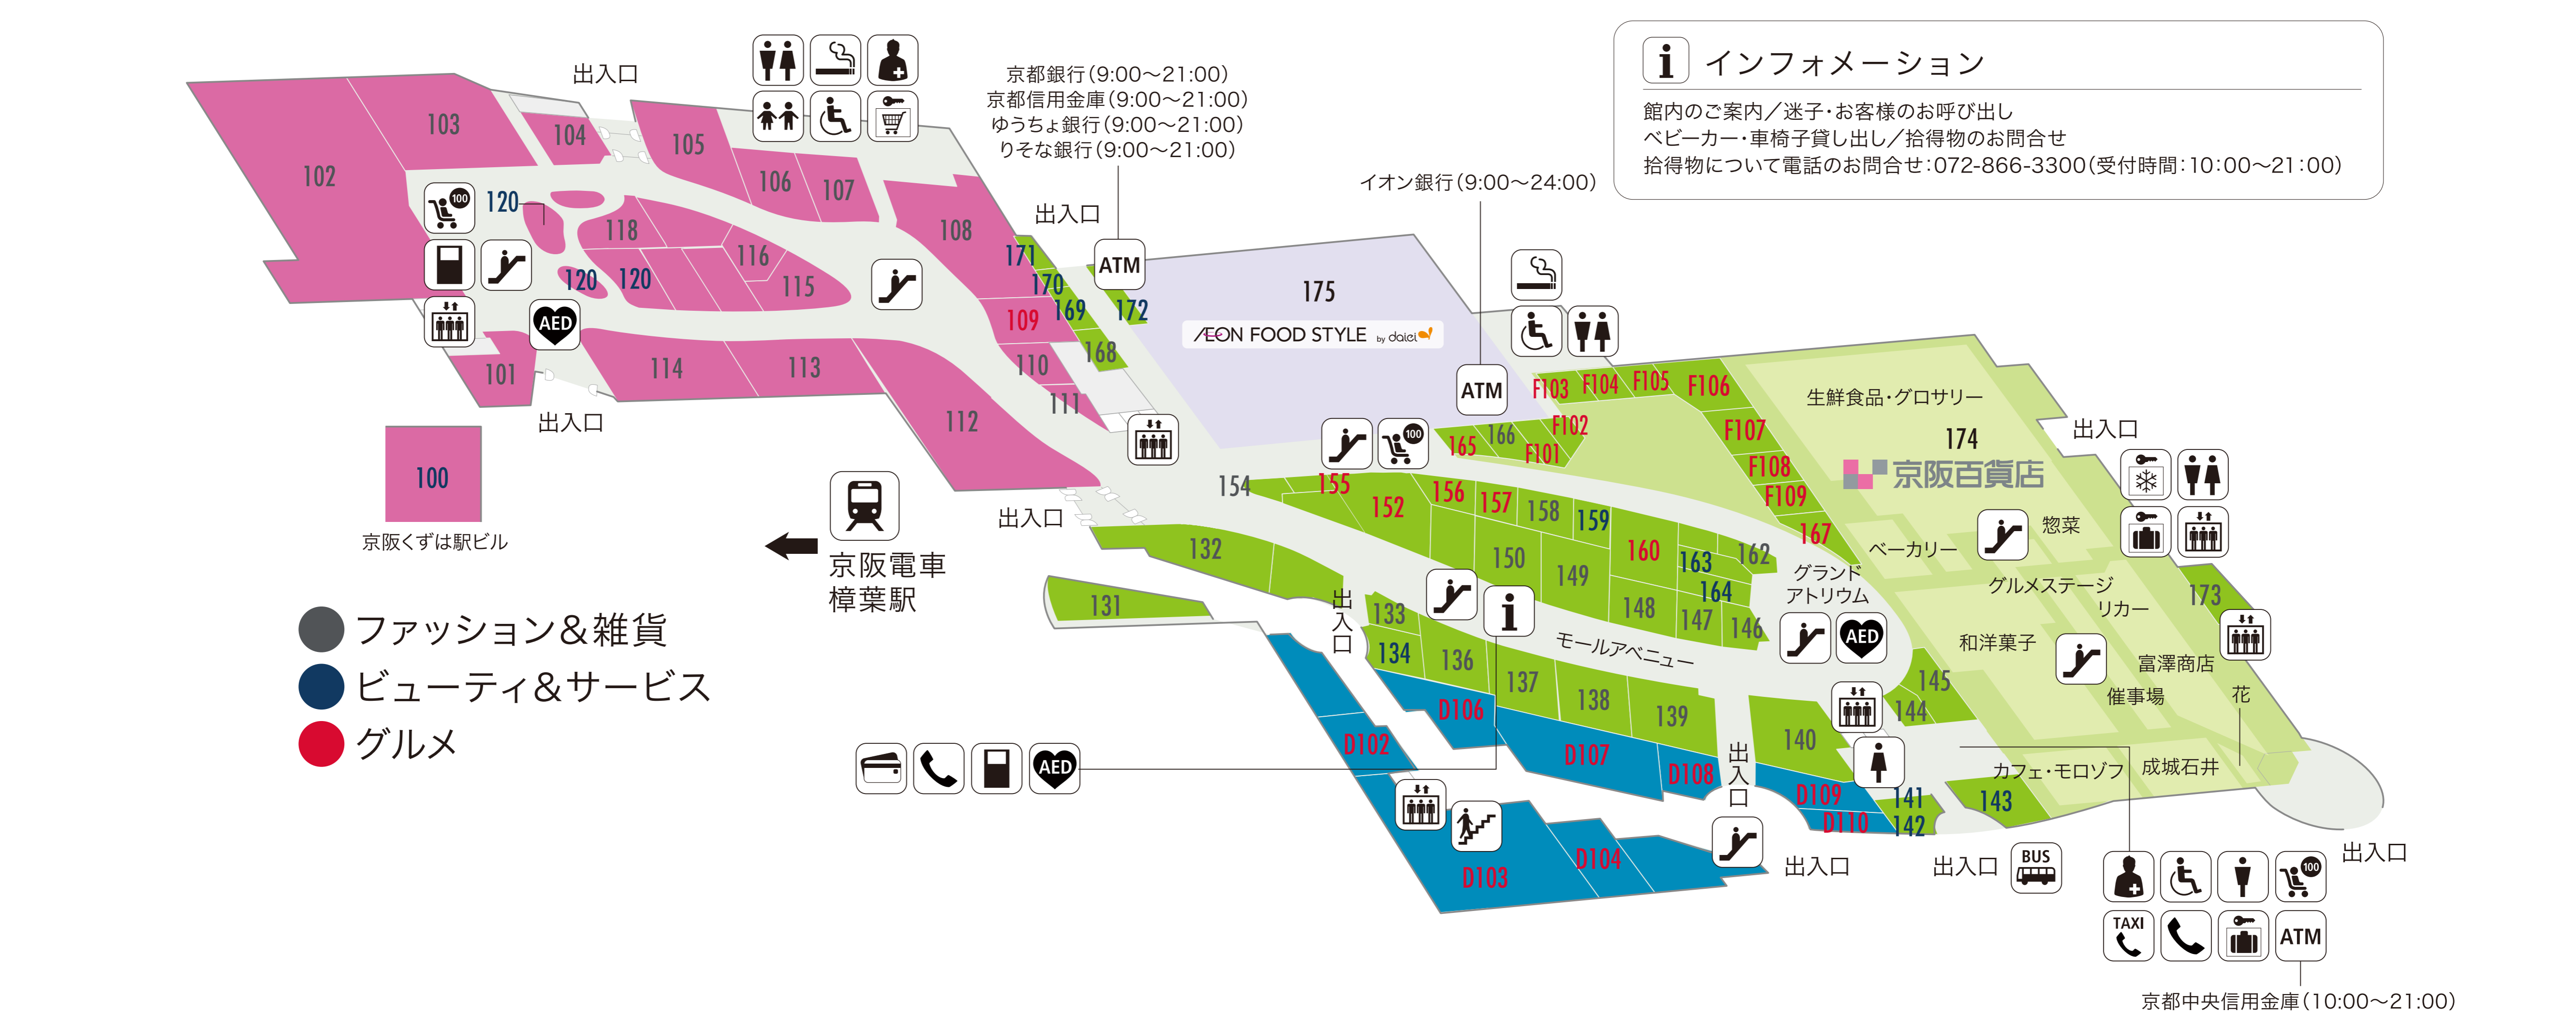 インフォメーション
館内のご案内／迷子・お客様のお呼び出し
ベビーカー・車椅子貸し出し／拾得物のお問合せ
拾得物について電話のお問合せ：072-866-3300（受付時間：10：00～21：00）
京都銀行（9:00～21:00）
京都信用金庫（9:00～21:00）
ゆうちょ銀行（9:00～21:00）
りそな銀行（9:00～21:00）
イオン銀行（9:00～24:00）
出入口
102
103
104
105
106
107
108
100
120
118
116
115
120
120
AED
101
114
113
112
出入口
100
京阪くずは駅ビル
出入口
171
170
169
172
168
109
110
111
ATM
175
ÆON FOOD STYLE by daiei
ATM
F103
F104
F105
F106
F102
F101
165
166
F107
F108
F109
167
100
生鮮食品・グロサリー
174
京阪百貨店
出入口
惣菜
ベーカリー
グルメステージ
リカー
173
和洋菓子
富澤商店
催事場
花
カフェ・モロゾフ
成城石井
154
155
152
156
157
158
159
160
150
149
148
163
164
162
147
146
グランド
アトリウム
AED
モールアベニュー
出入口
京阪電車
樟葉駅
132
131
出入口
133
134
136
137
138
139
140
145
144
141
142
143
D106
D102
D107
D108
D109
D110
D103
D104
出入口
AED
ファッション＆雑貨
ビューティ＆サービス
グルメ
出入口
出入口
BUS
出入口
100
TAXI
ATM
京都中央信用金庫（10:00～21:00）